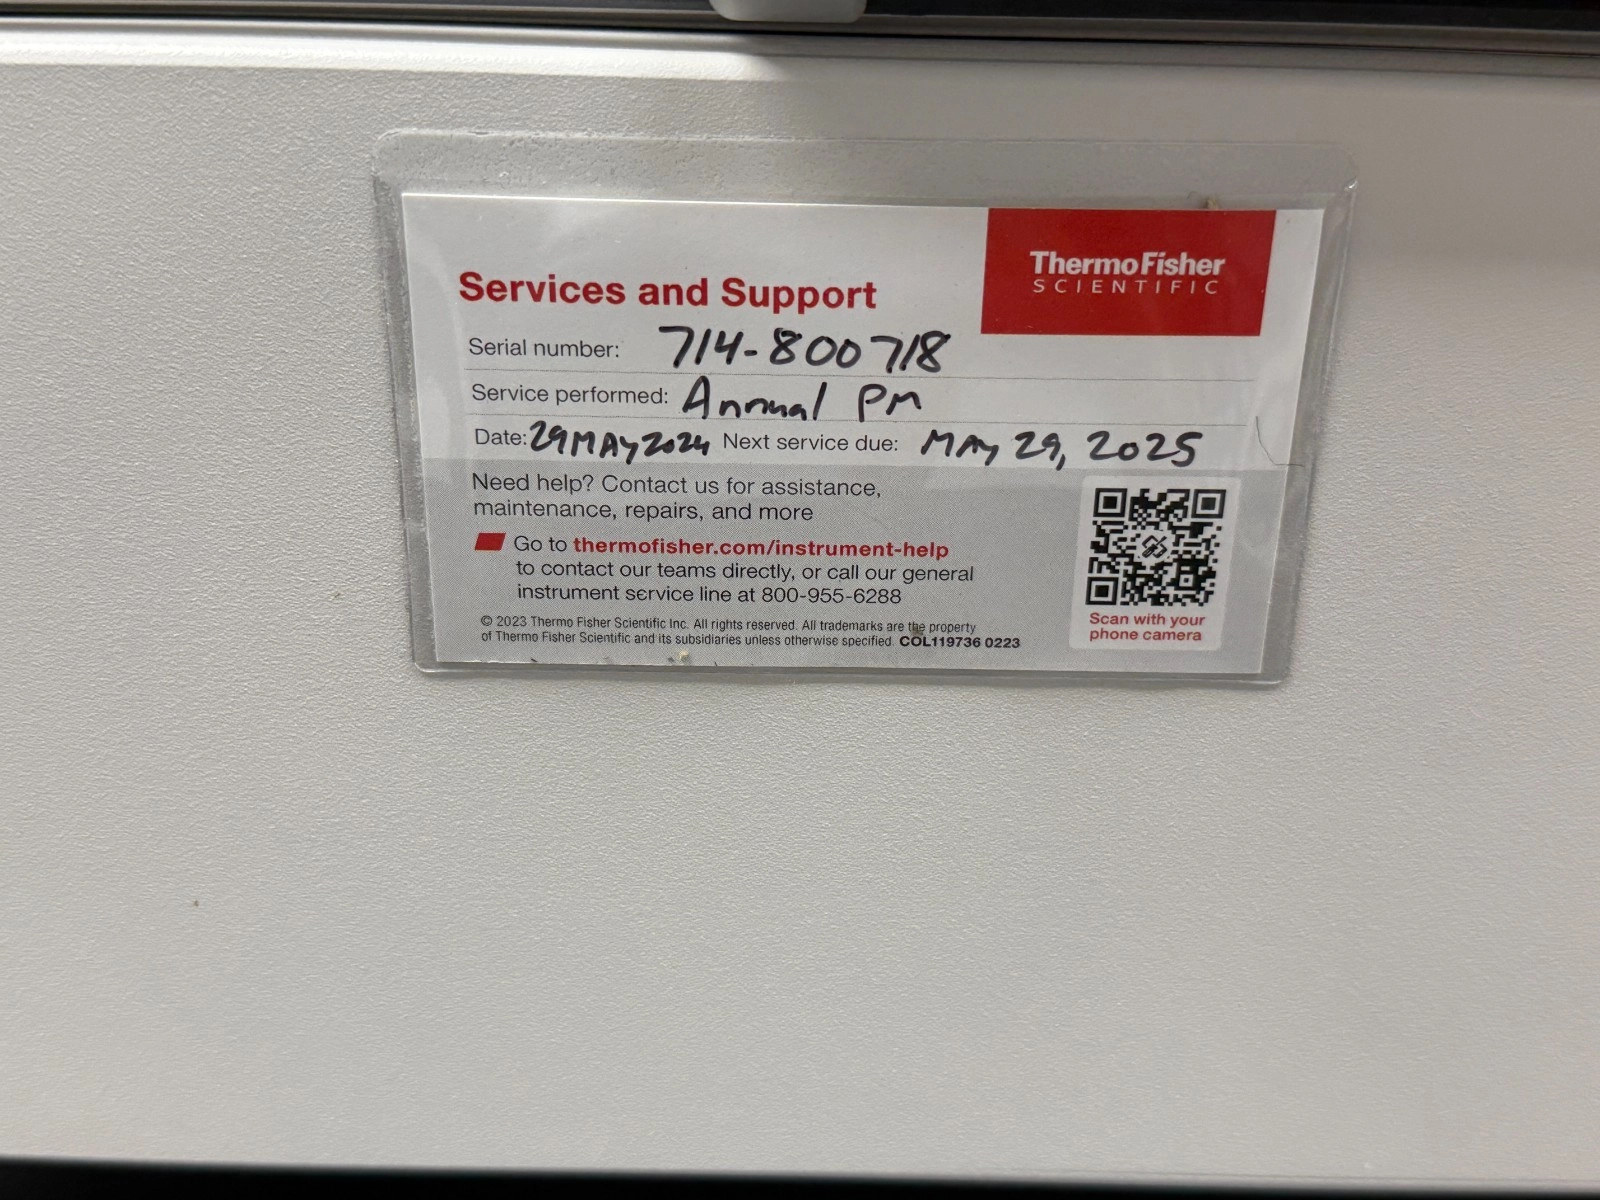 ThermoFisher
SCIENTIFIC
Services and Support
Serial number: 714-800718
Service performed: Annual PM
Date: 29MAY2024 Next service due: MAY 29, 2025
Need help? Contact us for assistance,
maintenance, repairs, and more
Go to thermofisher.com/instrument-help
to contact our teams directly, or call our general
instrument service line at 800-955-6288
© 2023 Thermo Fisher Scientific Inc. All rights reserved. All trademarks are the property
of Thermo Fisher Scientific and its subsidiaries unless otherwise specified. COL119736 0223
Scan with your
phone camera